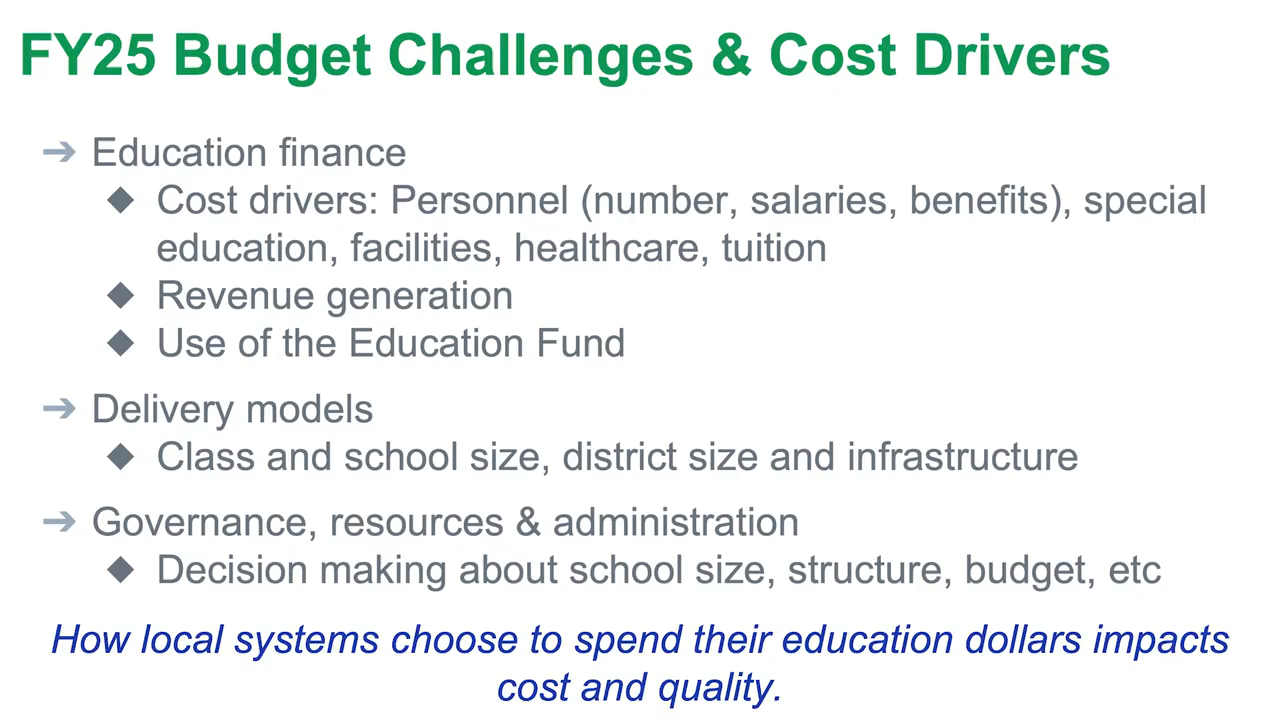 FY25 Budget Challenges & Cost Drivers
➔ Education finance
◆ Cost drivers: Personnel (number, salaries, benefits), special
education, facilities, healthcare, tuition
◆ Revenue generation
◆ Use of the Education Fund
➔ Delivery models
◆ Class and school size, district size and infrastructure
➔ Governance, resources & administration
◆ Decision making about school size, structure, budget, etc
How local systems choose to spend their education dollars impacts
cost and quality.